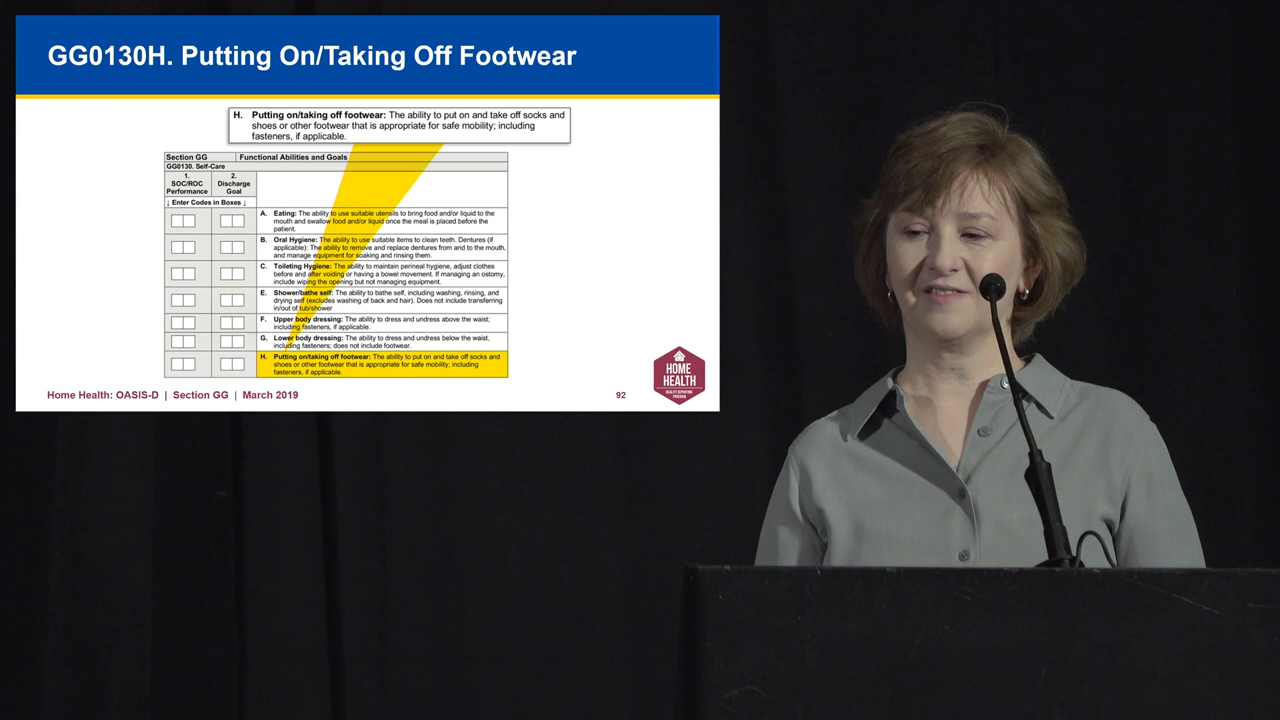 GG0130H. Putting On/Taking Off Footwear
H. Putting on/taking off footwear: The ability to put on and take off socks and
shoes or other footwear that is appropriate for safe mobility; including
fasteners, if applicable.
Section GG Functional Abilities and Goals
GG0130. Self-Care
1.
SOC/ROC
Performance
2.
Discharge
Goal
↓ Enter Codes in Boxes ↓
A. Eating: The ability to use suitable utensils to bring food and/or liquid to the
mouth and swallow food and/or liquid once the meal is placed before the
patient.
B. Oral Hygiene: The ability to use suitable items to clean teeth. Dentures (if
applicable): The ability to remove and replace dentures from and to the mouth,
and manage equipment for soaking and rinsing them.
C. Toileting Hygiene: The ability to maintain perineal hygiene, adjust clothes
before and after voiding or having a bowel movement. If managing an ostomy,
include wiping the opening but not managing equipment.
E. Shower/bathe self: The ability to bathe self, including washing, rinsing, and
drying self (excludes washing of back and hair). Does not include transferring
in/out of tub/shower
F. Upper body dressing: The ability to dress and undress above the waist;
including fasteners, if applicable.
G. Lower body dressing: The ability to dress and undress below the waist,
including fasteners; does not include footwear.
H. Putting on/taking off footwear: The ability to put on and take off socks and
shoes or other footwear that is appropriate for safe mobility; including
fasteners, if applicable.
Home Health: OASIS-D | Section GG | March 2019
92
HOME
HEALTH
QUALITY REPORTING
PROGRAM